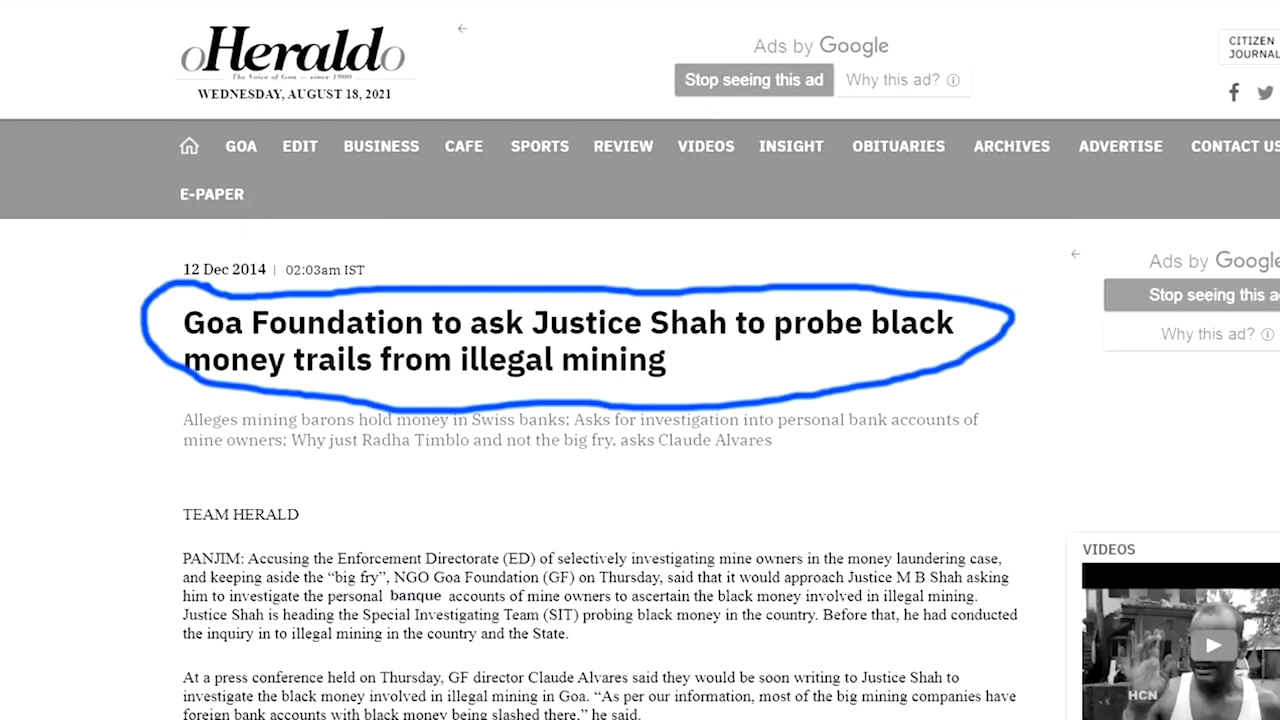 oHeraldo
The Voice of Goa — since 1900
WEDNESDAY, AUGUST 18, 2021
Ads by Google
Stop seeing this ad
Why this ad?
CITIZEN
JOURNAL
GOA EDIT BUSINESS CAFE SPORTS REVIEW VIDEOS INSIGHT OBITUARIES ARCHIVES ADVERTISE CONTACT US
E-PAPER
12 Dec 2014 | 02:03am IST
Goa Foundation to ask Justice Shah to probe black
money trails from illegal mining
Alleges mining barons hold money in Swiss banks; Asks for investigation into personal bank accounts of
mine owners; Why just Radha Timblo and not the big fry, asks Claude Alvares
TEAM HERALD
PANJIM: Accusing the Enforcement Directorate (ED) of selectively investigating mine owners in the money laundering case,
and keeping aside the “big fry”, NGO Goa Foundation (GF) on Thursday, said that it would approach Justice M B Shah asking
him to investigate the personal banque accounts of mine owners to ascertain the black money involved in illegal mining.
Justice Shah is heading the Special Investigating Team (SIT) probing black money in the country. Before that, he had conducted
the inquiry in to illegal mining in the country and the State.
At a press conference held on Thursday, GF director Claude Alvares said they would be soon writing to Justice Shah to
investigate the black money involved in illegal mining in Goa. “As per our information, most of the big mining companies have
foreign bank accounts with black money being slashed there,” he said.
Ads by Google
Stop seeing this a
Why this ad?
VIDEOS
HCN